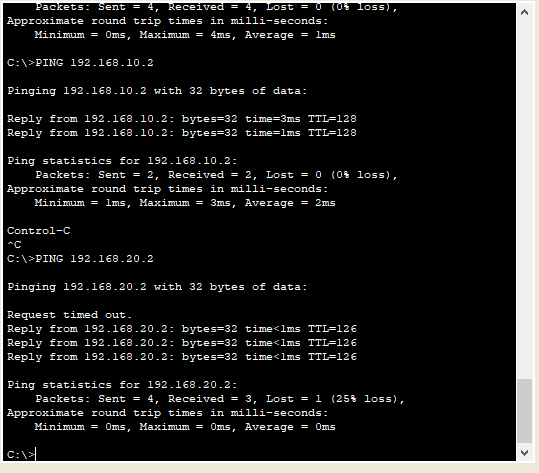 Packets: Sent = 4, Received = 4, Lost = 0 (0% loss),
Approximate round trip times in milli-seconds:
Minimum = 0ms, Maximum = 4ms, Average = 1ms
C:\>PING 192.168.10.2
Pinging 192.168.10.2 with 32 bytes of data:
Reply from 192.168.10.2: bytes=32 time=3ms TTL=128
Reply from 192.168.10.2: bytes=32 time=1ms TTL=128
Ping statistics for 192.168.10.2:
Packets: Sent = 2, Received = 2, Lost = 0 (0% loss),
Approximate round trip times in milli-seconds:
Minimum = 1ms, Maximum = 3ms, Average = 2ms
Control-C
^C
C:\>PING 192.168.20.2
Pinging 192.168.20.2 with 32 bytes of data:
Request timed out.
Reply from 192.168.20.2: bytes=32 time<1ms TTL=126
Reply from 192.168.20.2: bytes=32 time<1ms TTL=126
Reply from 192.168.20.2: bytes=32 time<1ms TTL=126
Ping statistics for 192.168.20.2:
Packets: Sent = 4, Received = 3, Lost = 1 (25% loss),
Approximate round trip times in milli-seconds:
Minimum = 0ms, Maximum = 0ms, Average = 0ms
C:\>